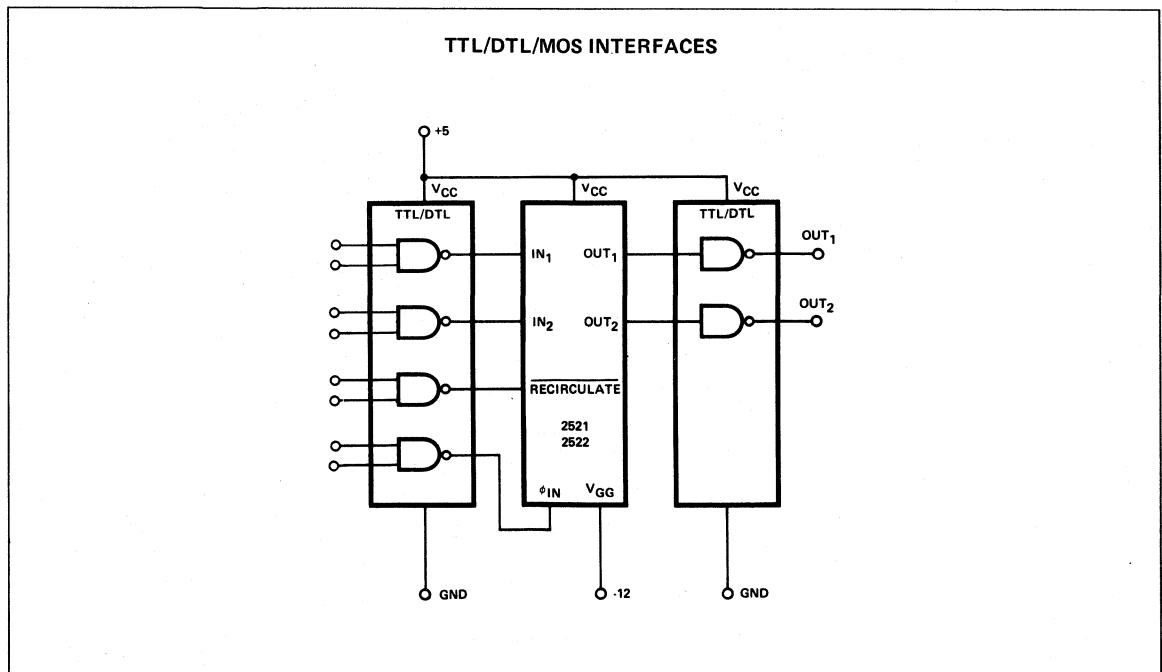 TTL/DTL/MOS INTERFACES
+5
VCC
VCC
VCC
TTL/DTL
TTL/DTL
IN1
OUT1
OUT1
IN2
OUT2
OUT2
RECIRCULATE
2521
2522
ϕIN
VGG
GND
-12
GND